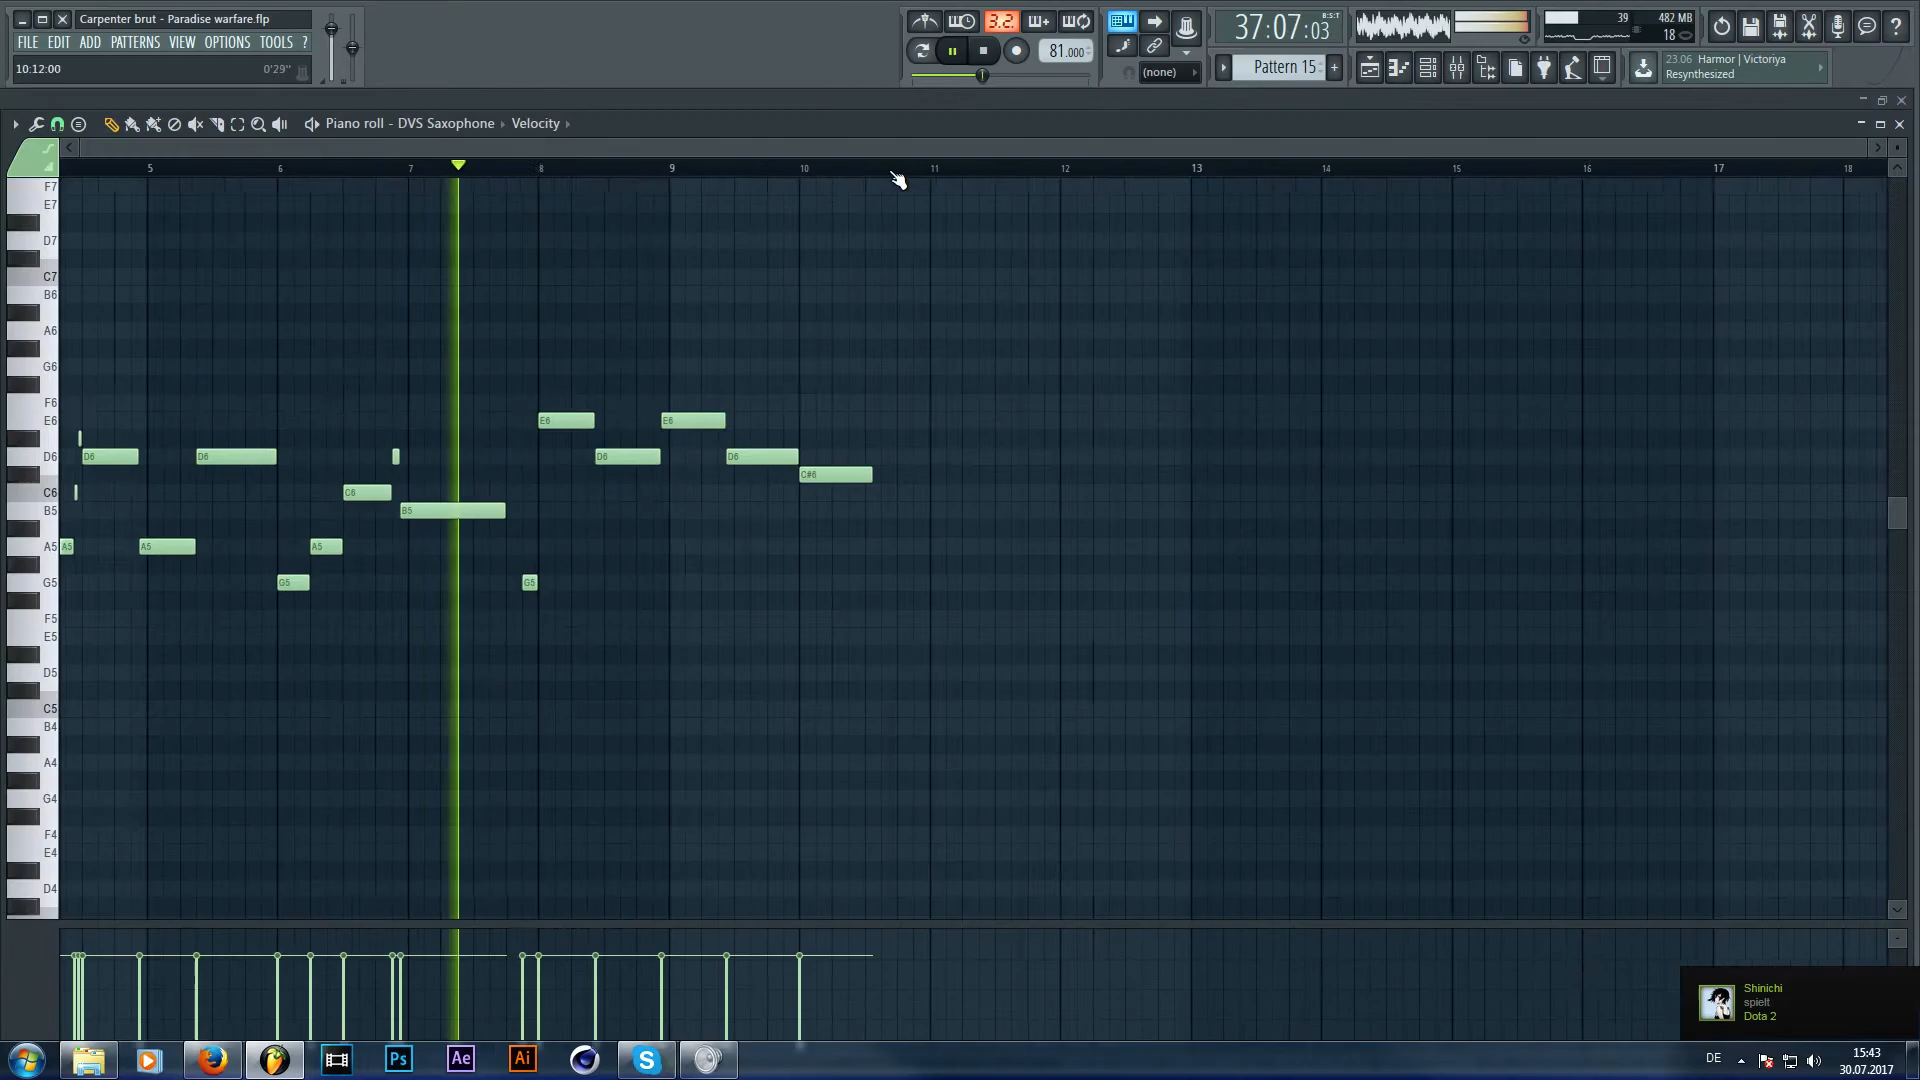 Carpenter brut - Paradise warfare.flp
FILE EDIT ADD PATTERNS VIEW OPTIONS TOOLS ?
10:12:00 0'29"
3.2.
81.000
37:07:03 B:S:T
(none)
Pattern 15
39 482 MB
18
23.06 Harmor | Victoriya
Resynthesized
Piano roll - DVS Saxophone Velocity
5 6 7 8 9 10 11 12 13 14 15 16 17 18
F7
E7
D7
C7
B6
A6
G6
F6
E6 E6 E6
D6 D6 D6 D6 D6
C#6
C6 C6
B5 B5
A5 A5 A5 A5
G5 G5 G5
F5
E5
D5
C5
B4
A4
G4
F4
E4
D4
Shinichi
spielt
Dota 2
Ps Ae Ai S
DE
15:43
30.07.2017